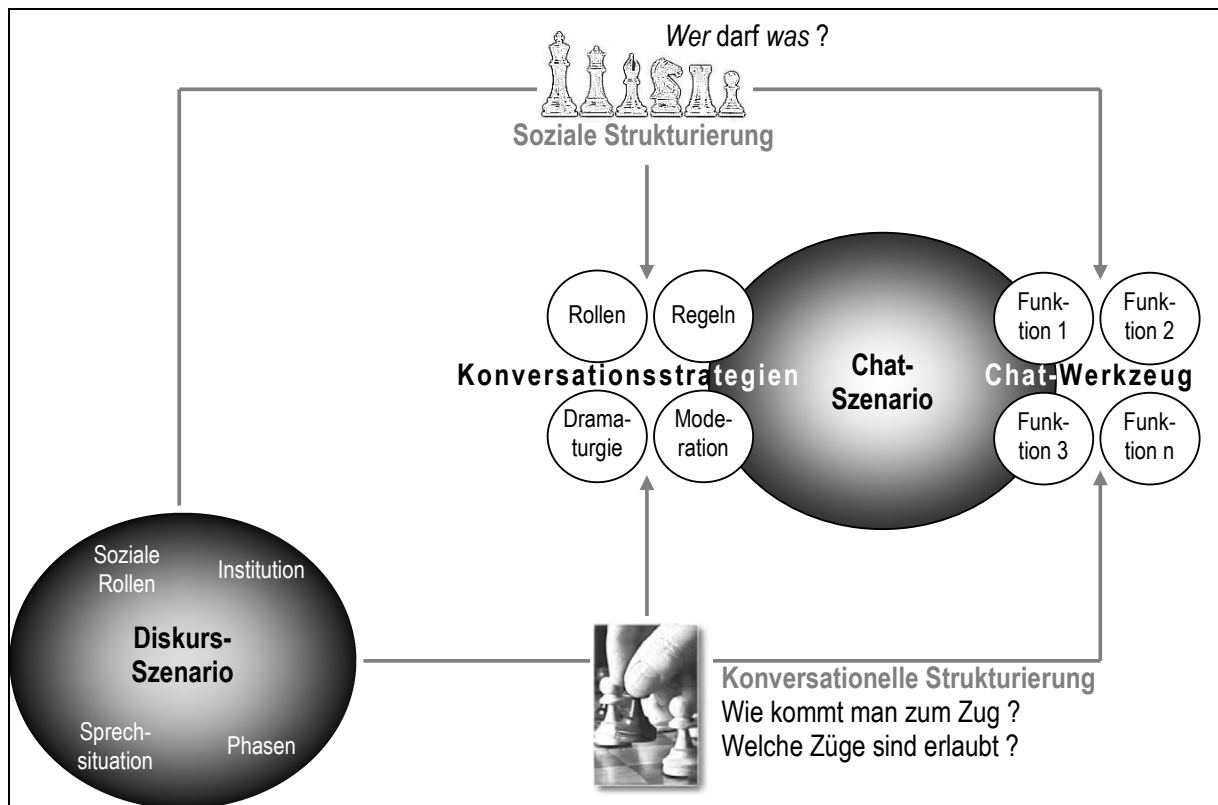 Wer darf was ?
Soziale Strukturierung
Rollen
Regeln
Konversationsstrategien
Drama-
turgie
Mode-
ration
Chat-
Szenario
Funk-
tion 1
Funk-
tion 2
Chat-Werkzeug
Funk-
tion 3
Funk-
tion n
Soziale
Rollen
Institution
Diskurs-
Szenario
Sprech-
situation
Phasen
Konversationelle Strukturierung
Wie kommt man zum Zug ?
Welche Züge sind erlaubt ?